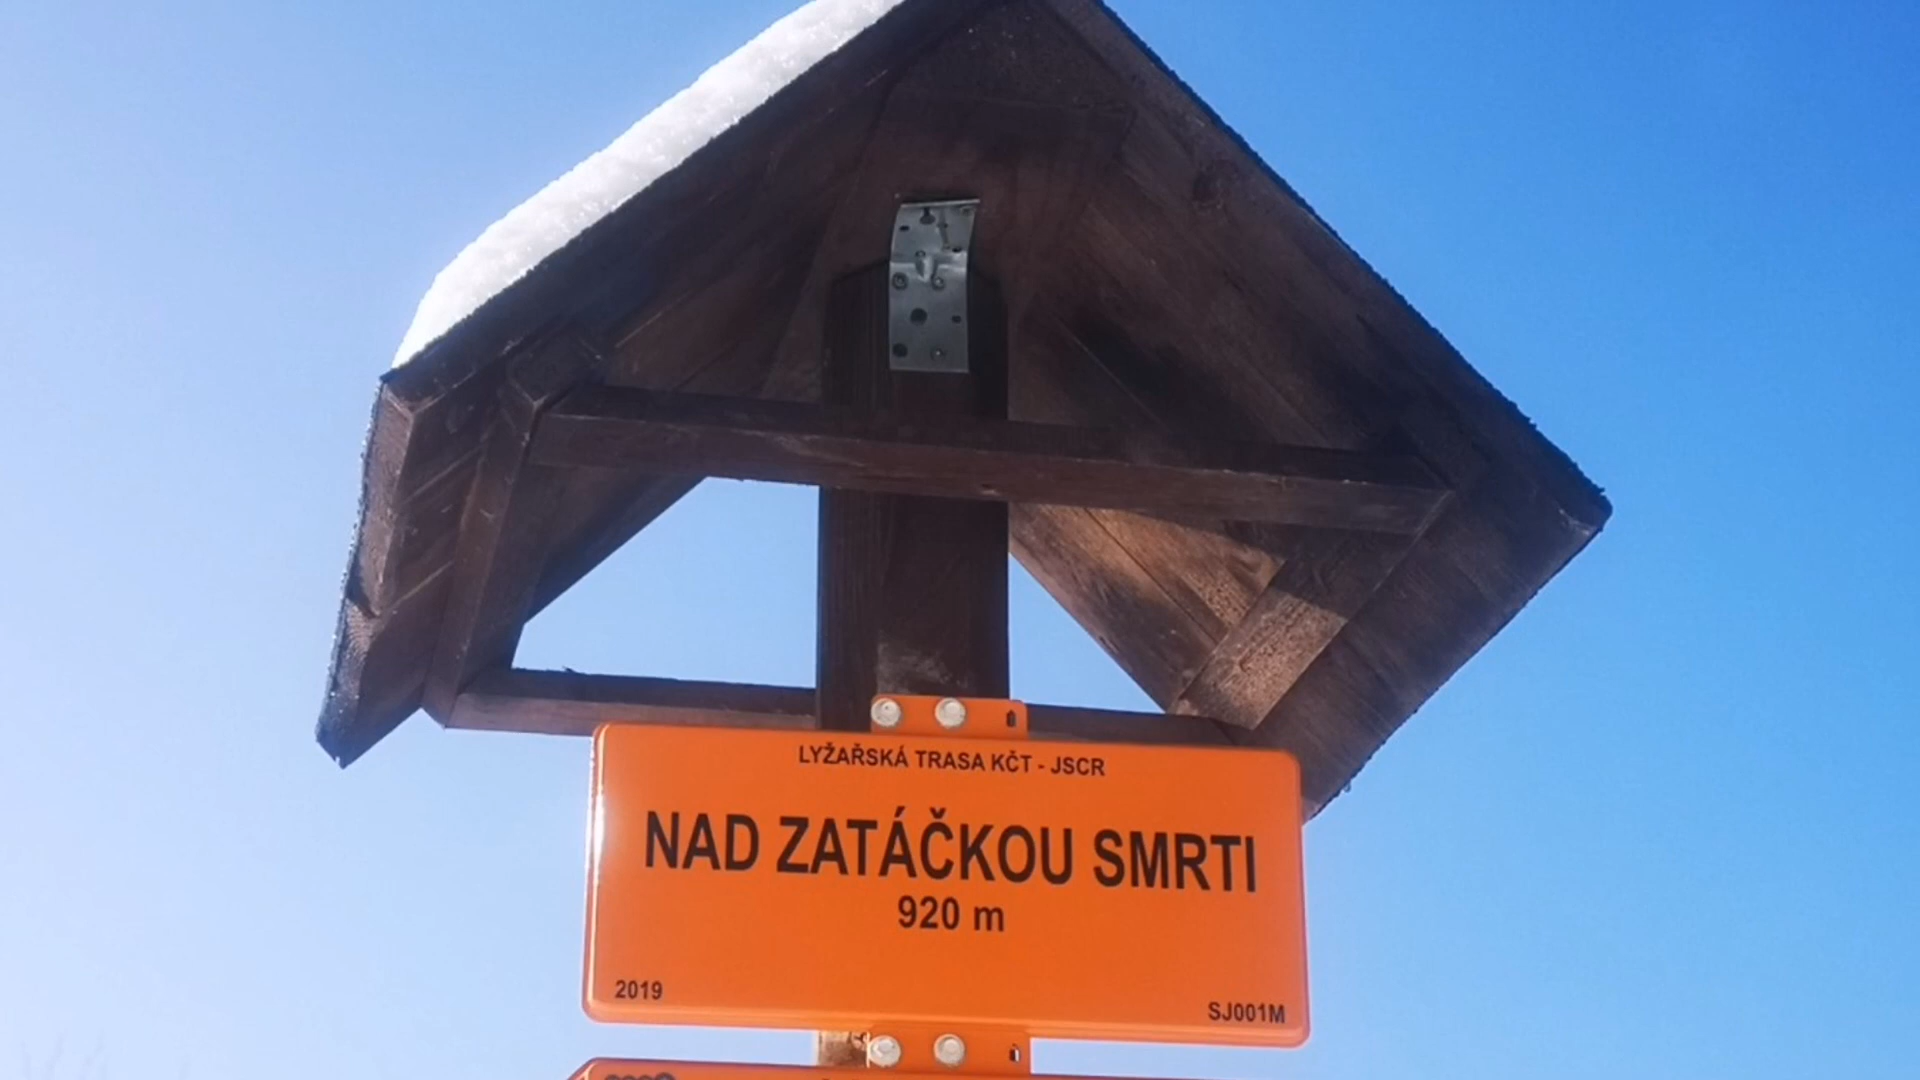 LYŽAŘSKÁ TRASA KČT - JSCR
NAD ZATÁČKOU SMRTI
920 m
2019
SJ001M